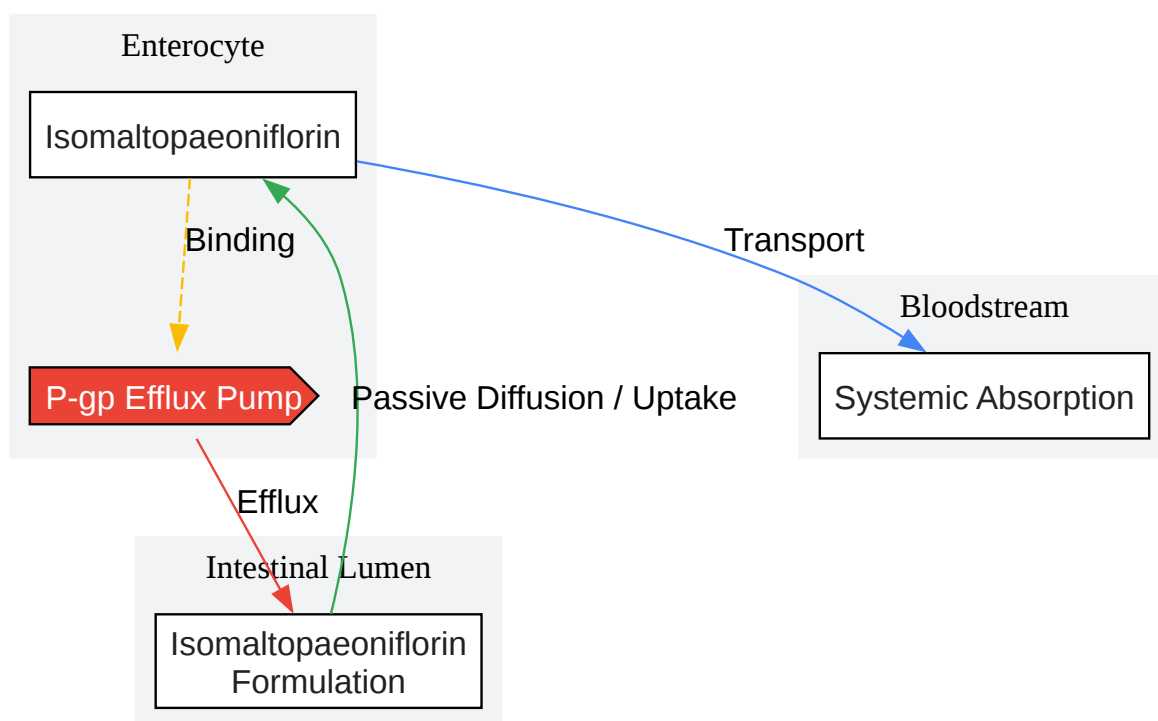 Enterocyte
Isomaltopaeoniflorin
Binding
Transport
Bloodstream
P-gp Efflux Pump
Passive Diffusion / Uptake
Systemic Absorption
Efflux
Intestinal Lumen
Isomaltopaeoniflorin
Formulation